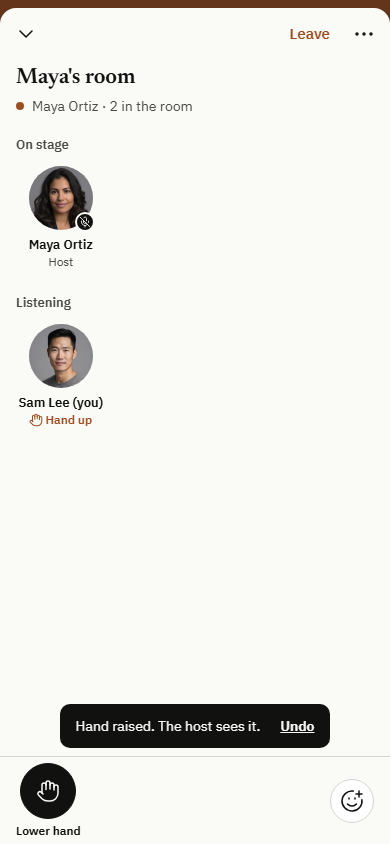 Leave
Maya's room
Maya Ortiz · 2 in the room
On stage
Maya Ortiz
Host
Listening
Sam Lee (you)
Hand up
Hand raised. The host sees it. Undo
Lower hand